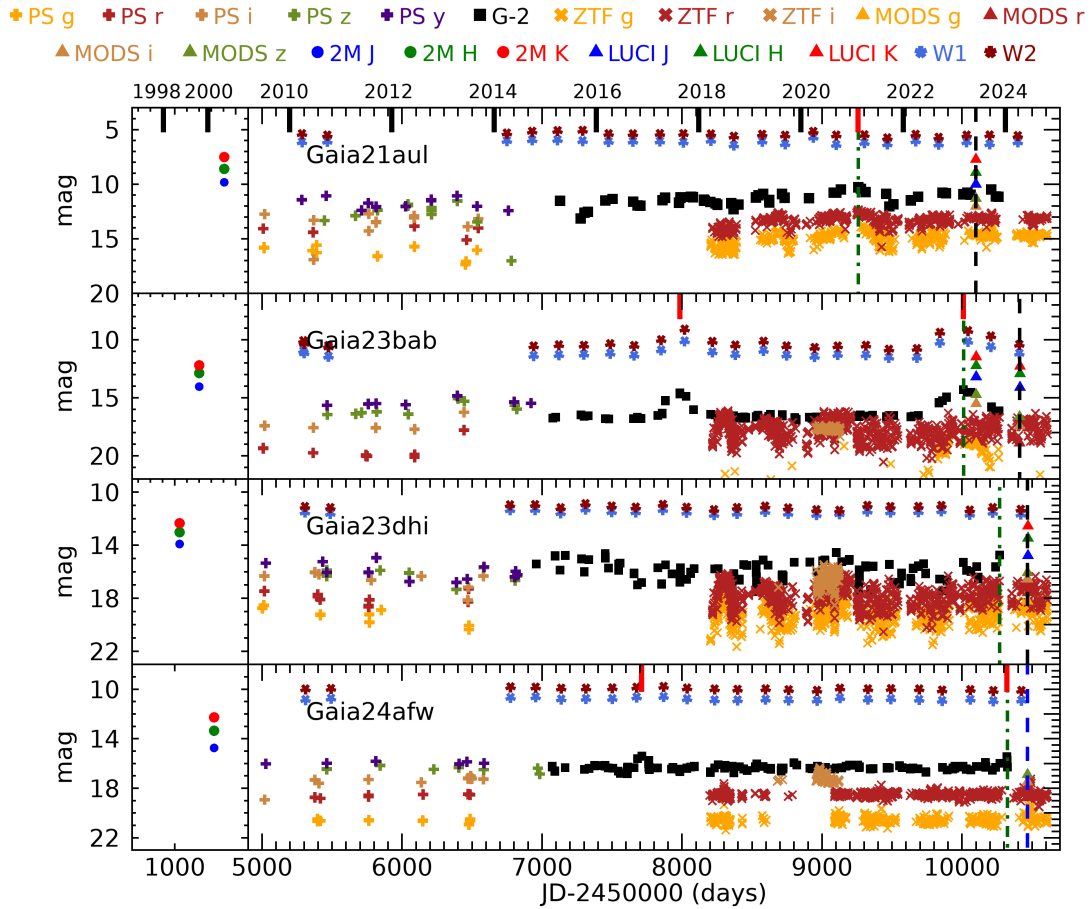 PS g PS r PS i PS z PS y G-2 ZTF g ZTF r ZTF i MODS g MODS r
MODS i MODS z 2M J 2M H 2M K LUCI J LUCI H LUCI K W1 W2
1998 2000 2010 2012 2014 2016 2018 2020 2022 2024
5
10
15
20
mag
Gaia21aul
10
15
20
mag
Gaia23bab
10
14
18
22
mag
Gaia23dhi
10
14
18
22
mag
Gaia24afw
1000 5000 6000 7000 8000 9000 10000
JD-2450000 (days)